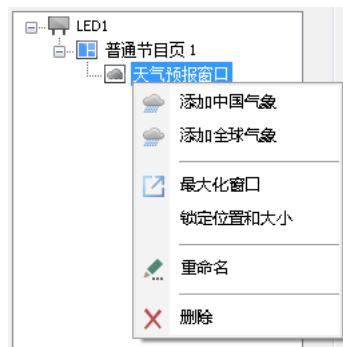 LED1
普通节目页 1
天气预报窗口
添加中国气象
添加全球气象
最大化窗口
锁定位置和大小
重命名
删除